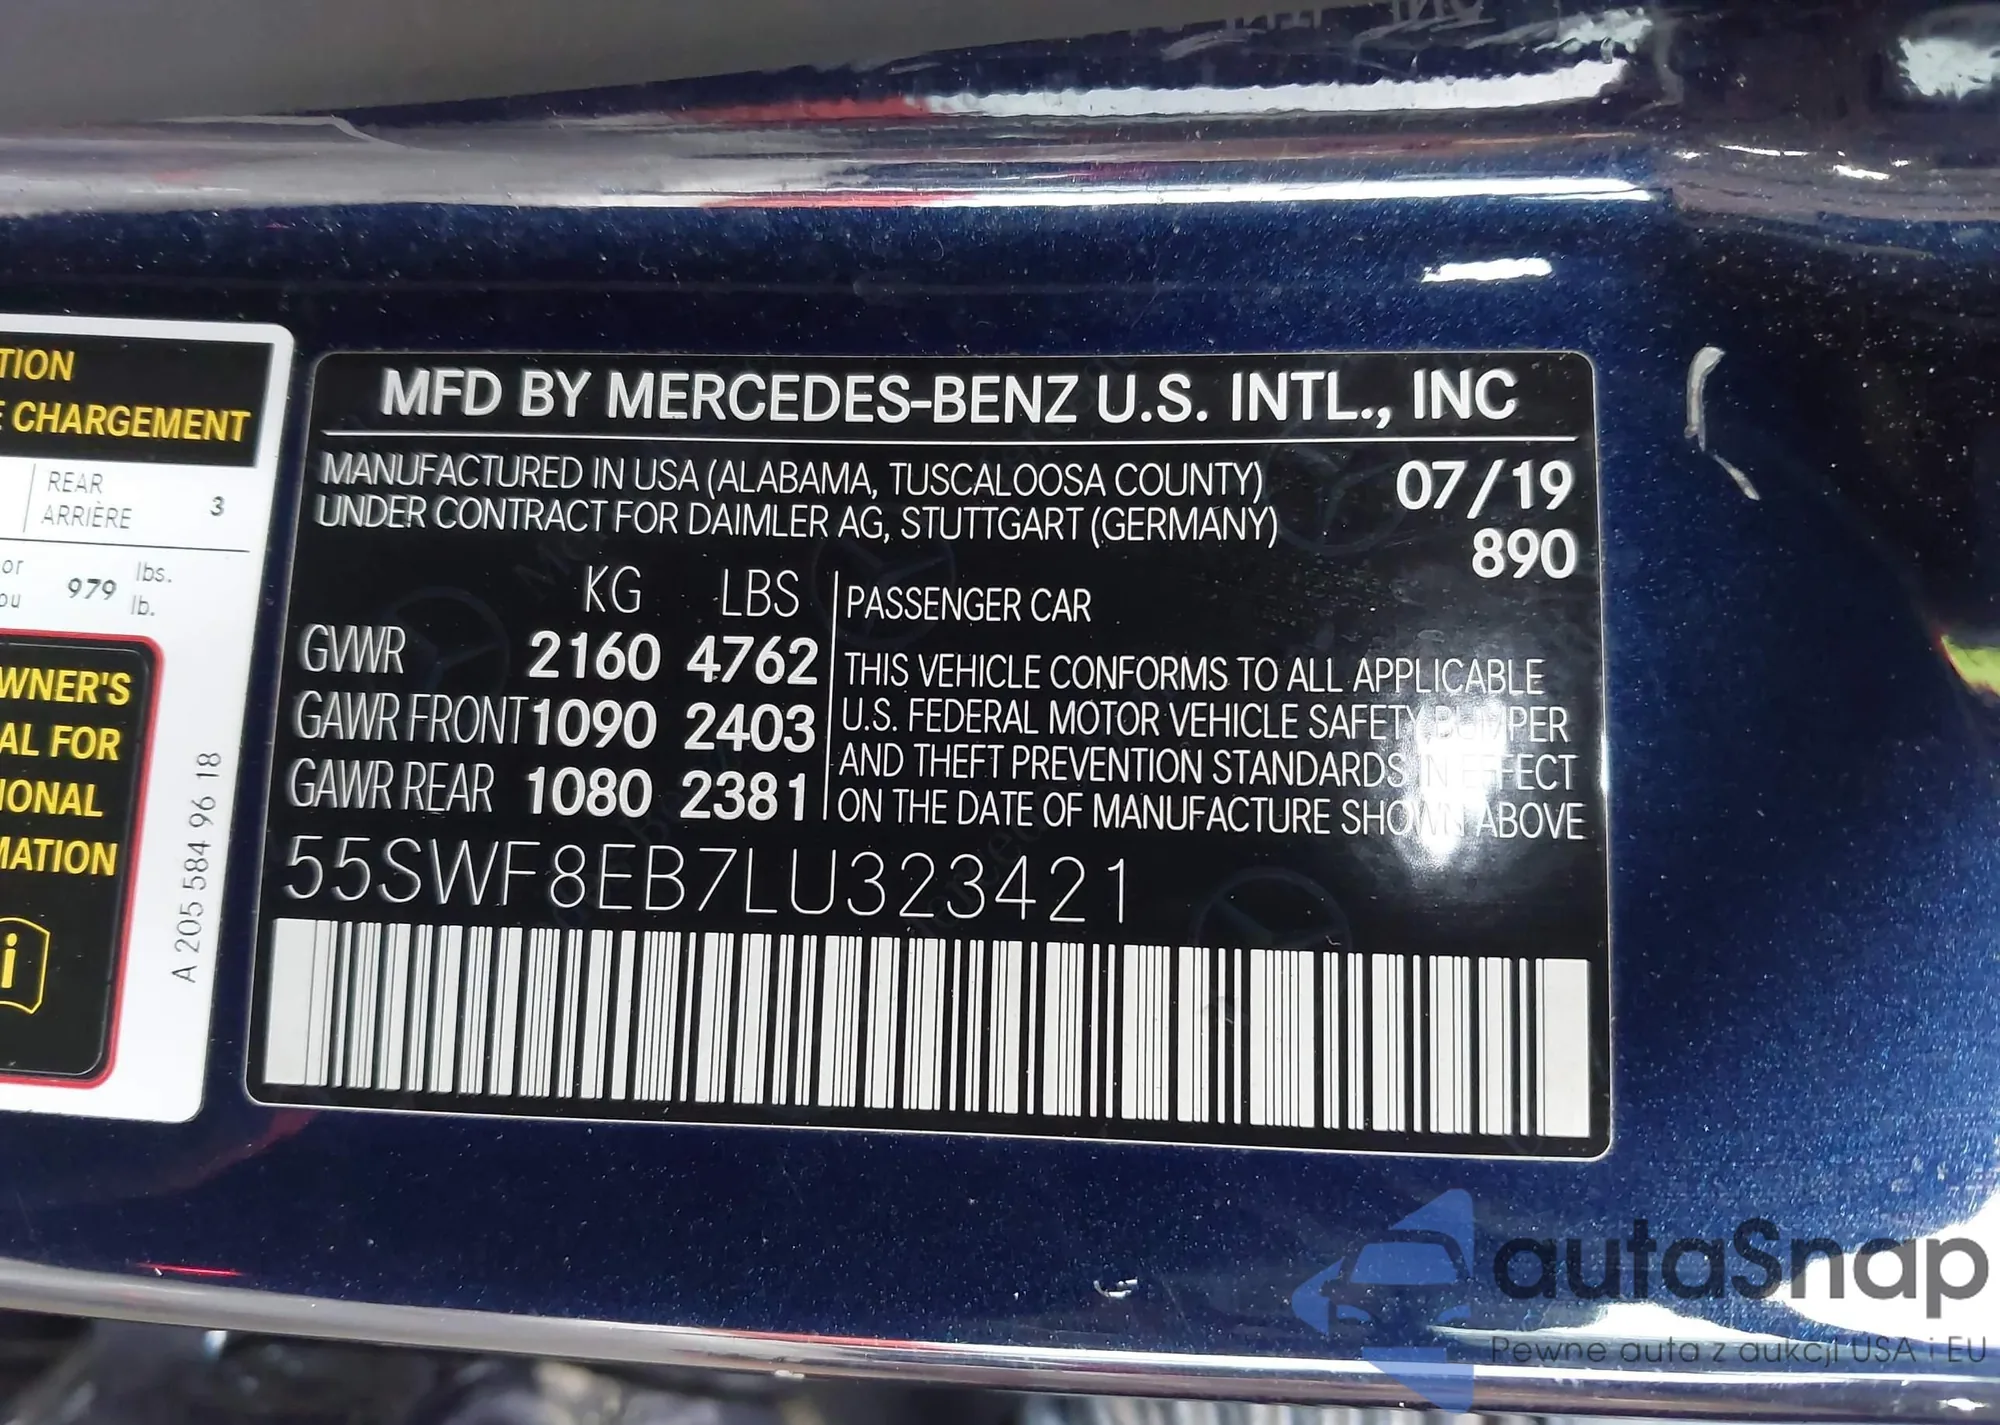 TION
E CHARGEMENT
REAR
ARRIÈRE 3
or
ou 979 lbs.
lb.
WNER'S
AL FOR
IONAL
MATION
A 205 584 96 18
MFD BY MERCEDES-BENZ U.S. INTL., INC
MANUFACTURED IN USA (ALABAMA, TUSCALOOSA COUNTY) 07/19
UNDER CONTRACT FOR DAIMLER AG, STUTTGART (GERMANY) 890
KG LBS
GVWR 2160 4762
GAWR FRONT 1090 2403
GAWR REAR 1080 2381
PASSENGER CAR
THIS VEHICLE CONFORMS TO ALL APPLICABLE
U.S. FEDERAL MOTOR VEHICLE SAFETY, BUMPER
AND THEFT PREVENTION STANDARDS IN EFFECT
ON THE DATE OF MANUFACTURE SHOWN ABOVE
55SWF8EB7LU323421
autaSnap
Pewne auta z aukcji USA i EU